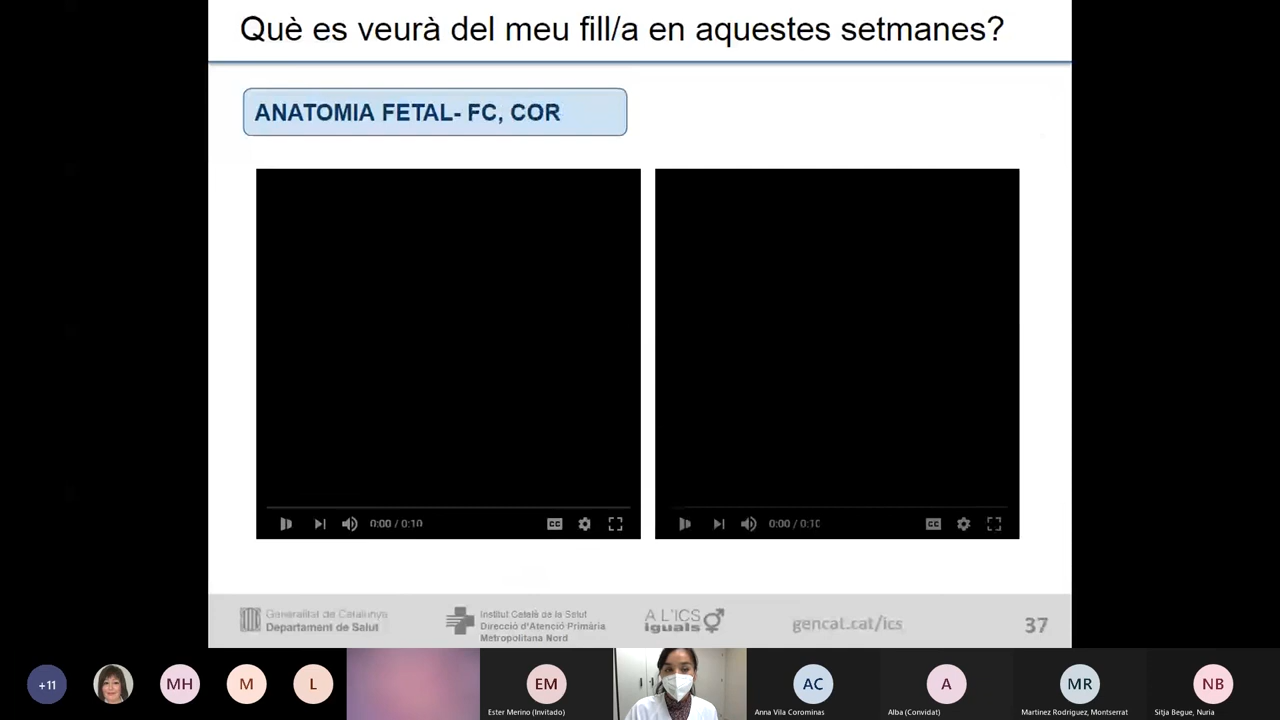 Què es veurà del meu fill/a en aquestes setmanes?
ANATOMIA FETAL- FC, COR
0:00 / 0:10
CC
0:00 / 0:10
CC
Generalitat de Catalunya
Departament de Salut
Institut Català de la Salut
Direcció d'Atenció Primària
Metropolitana Nord
A L'ICS
iguals
gencat.cat/ics
37
+11
MH
M
L
EM
AC
A
MR
NB
Ester Merino (Invitado)
Anna Vila Corominas
Alba (Convidat)
Martinez Rodriguez, Montserrat
Sitja Begue, Nuria